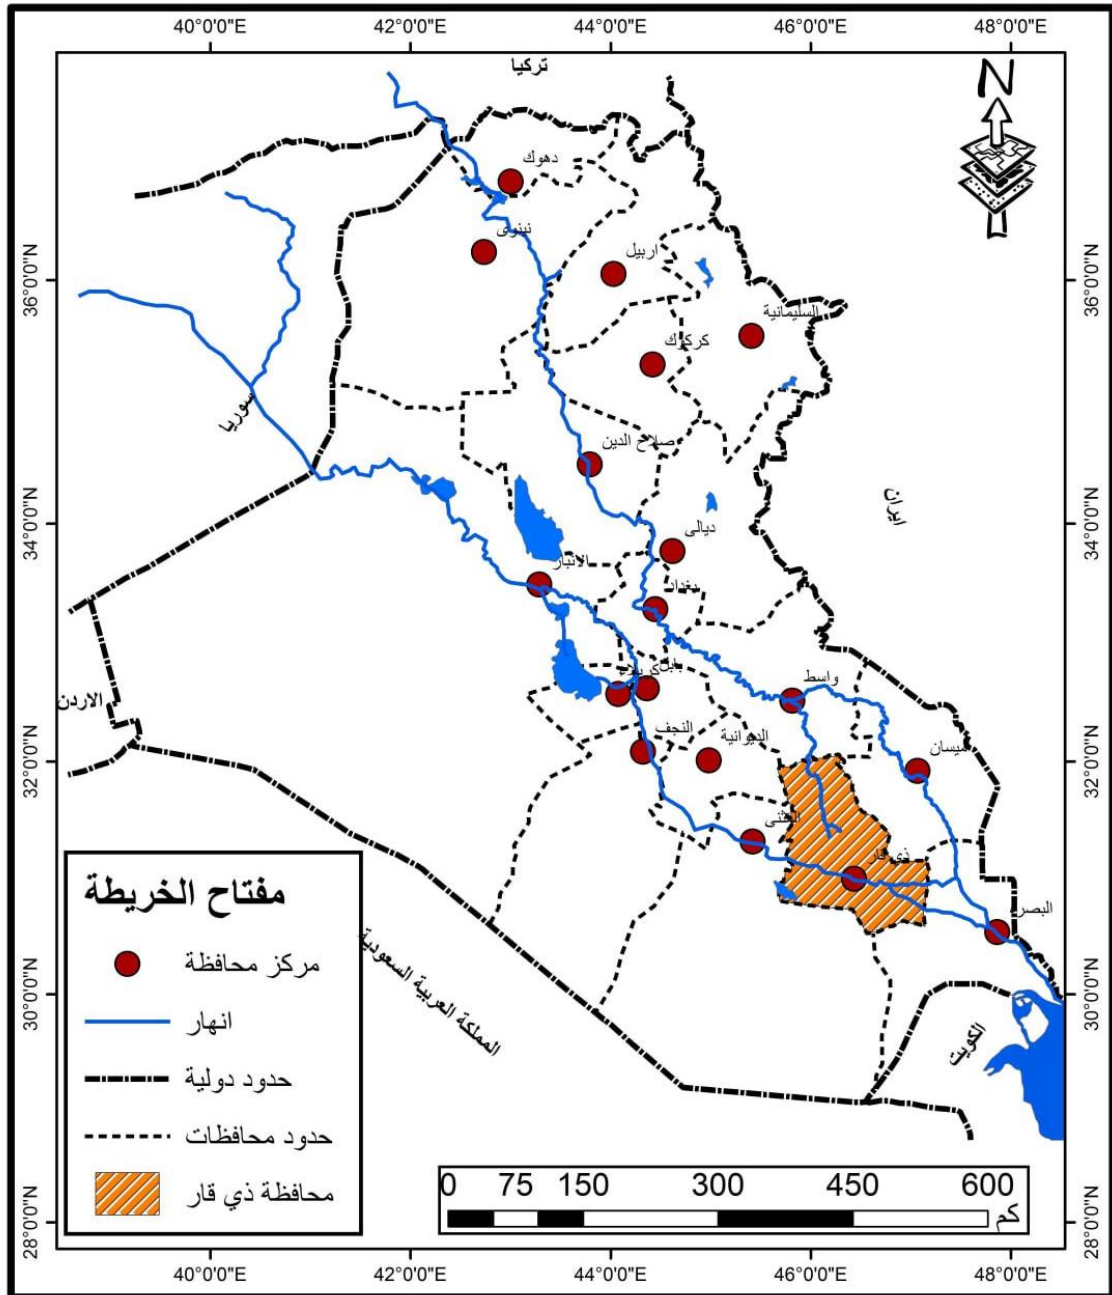 40°0'0"E 42°0'0"E 44°0'0"E 46°0'0"E 48°0'0"E
N
تركيا
دهوك
نينوى
اربيل
36°0'0"N 36°0'0"N
السليمانية
كركوك
سوريا
صلاح الدين
ايران
34°0'0"N 34°0'0"N
ديالى
الانبار
بغداد
بابل
كربلاء
واسط
الاردن
النجف
الديوانية
ميسان
32°0'0"N 32°0'0"N
المثنى
ذي قار
البصر
المملكة العربية السعودية
الكويت
30°0'0"N 30°0'0"N
مفتاح الخريطة
مركز محافظة
انهار
حدود دولية
حدود محافظات
محافظة ذي قار
0 75 150 300 450 600
كم
28°0'0"N 28°0'0"N
40°0'0"E 42°0'0"E 44°0'0"E 46°0'0"E 48°0'0"E